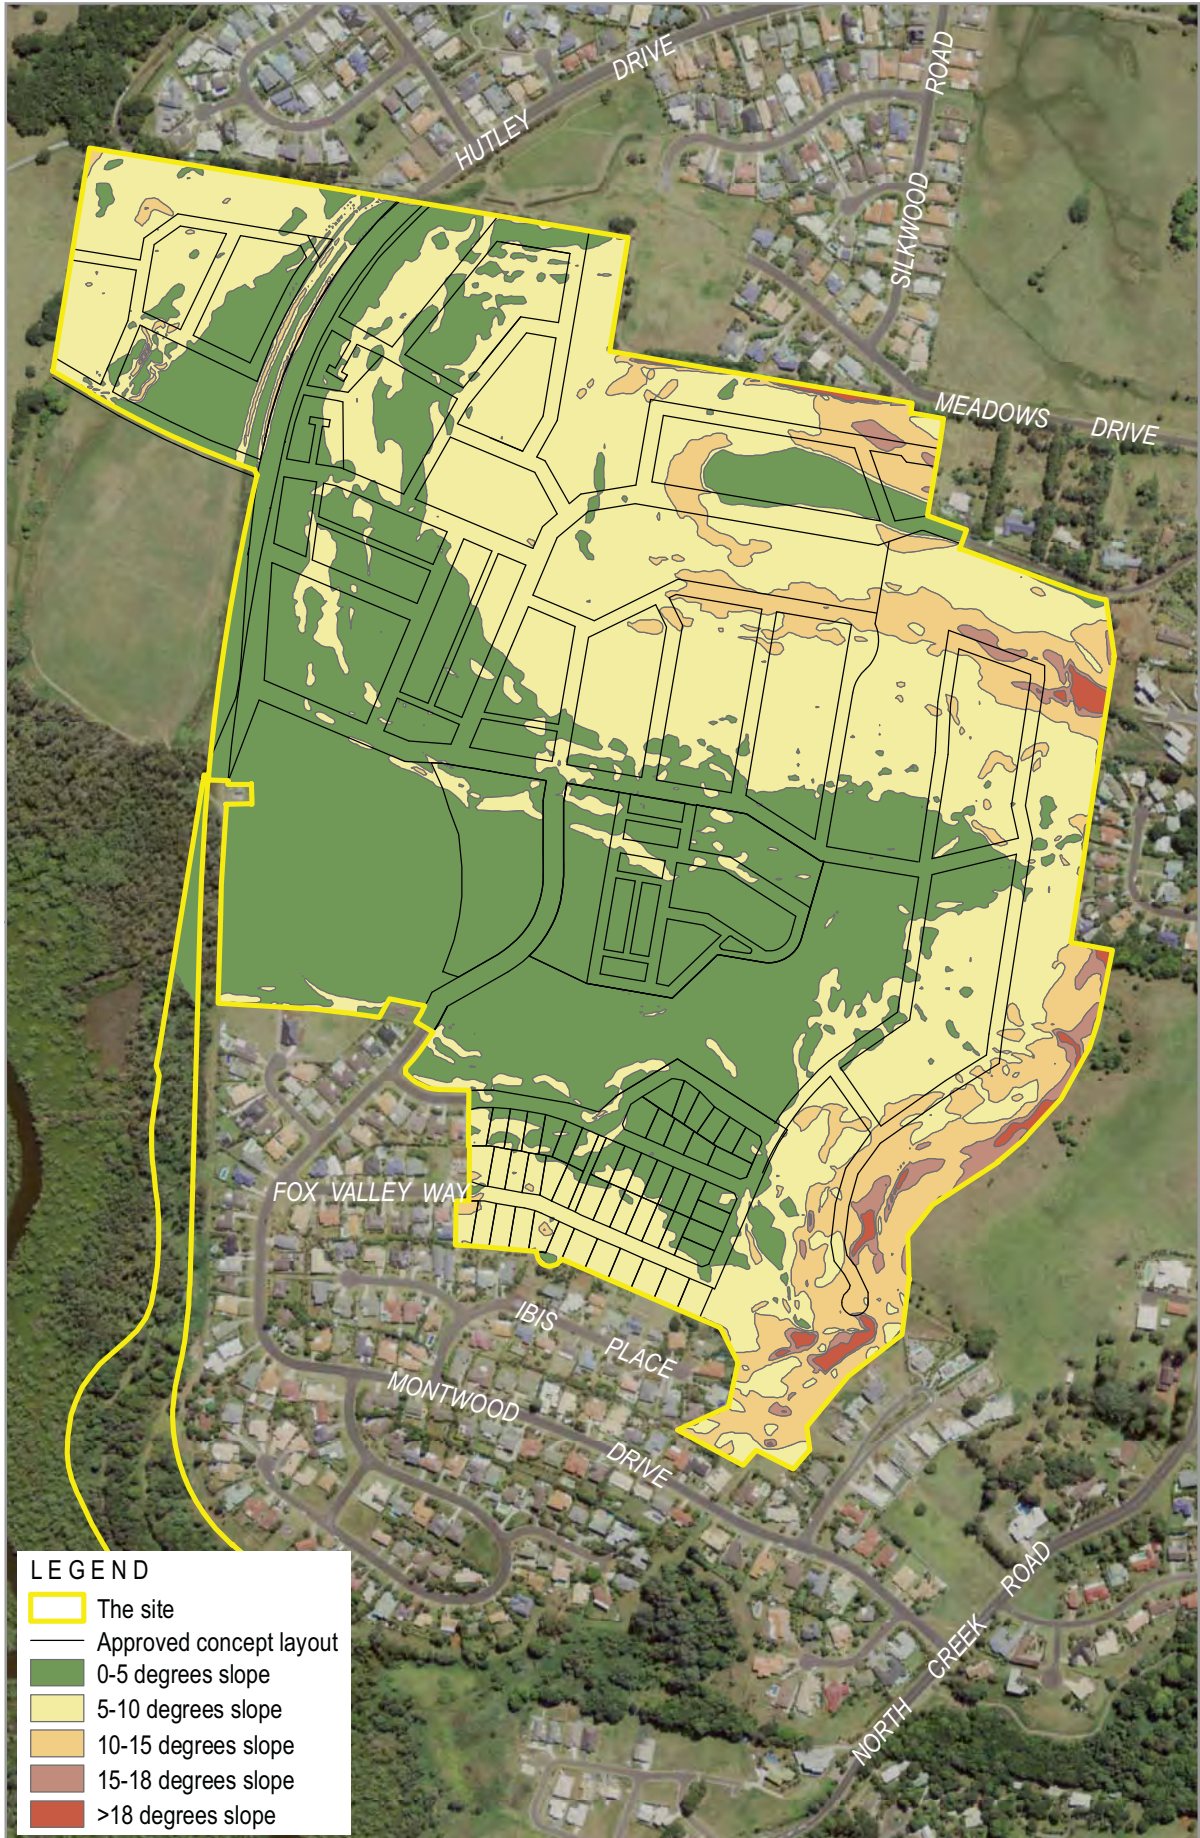 HUTLEY DRIVE
SILKWOOD ROAD
MEADOWS DRIVE
FOX VALLEY WAY
IBIS PLACE
MONTWOOD DRIVE
NORTH CREEK ROAD
LEGEND
The site
Approved concept layout
0-5 degrees slope
5-10 degrees slope
10-15 degrees slope
15-18 degrees slope
>18 degrees slope